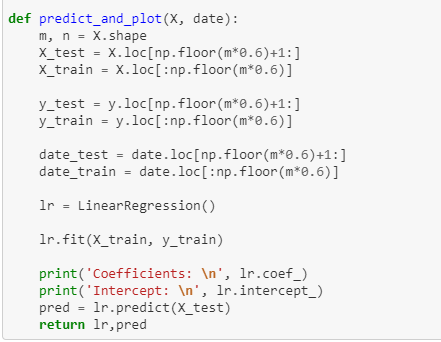 def predict_and_plot(X, date):
    m, n = X.shape
    X_test = X.loc[np.floor(m*0.6)+1:]
    X_train = X.loc[:np.floor(m*0.6)]

    y_test = y.loc[np.floor(m*0.6)+1:]
    y_train = y.loc[:np.floor(m*0.6)]

    date_test = date.loc[np.floor(m*0.6)+1:]
    date_train = date.loc[:np.floor(m*0.6)]

    lr = LinearRegression()

    lr.fit(X_train, y_train)

    print('Coefficients: \n', lr.coef_)
    print('Intercept: \n', lr.intercept_)
    pred = lr.predict(X_test)
    return lr,pred